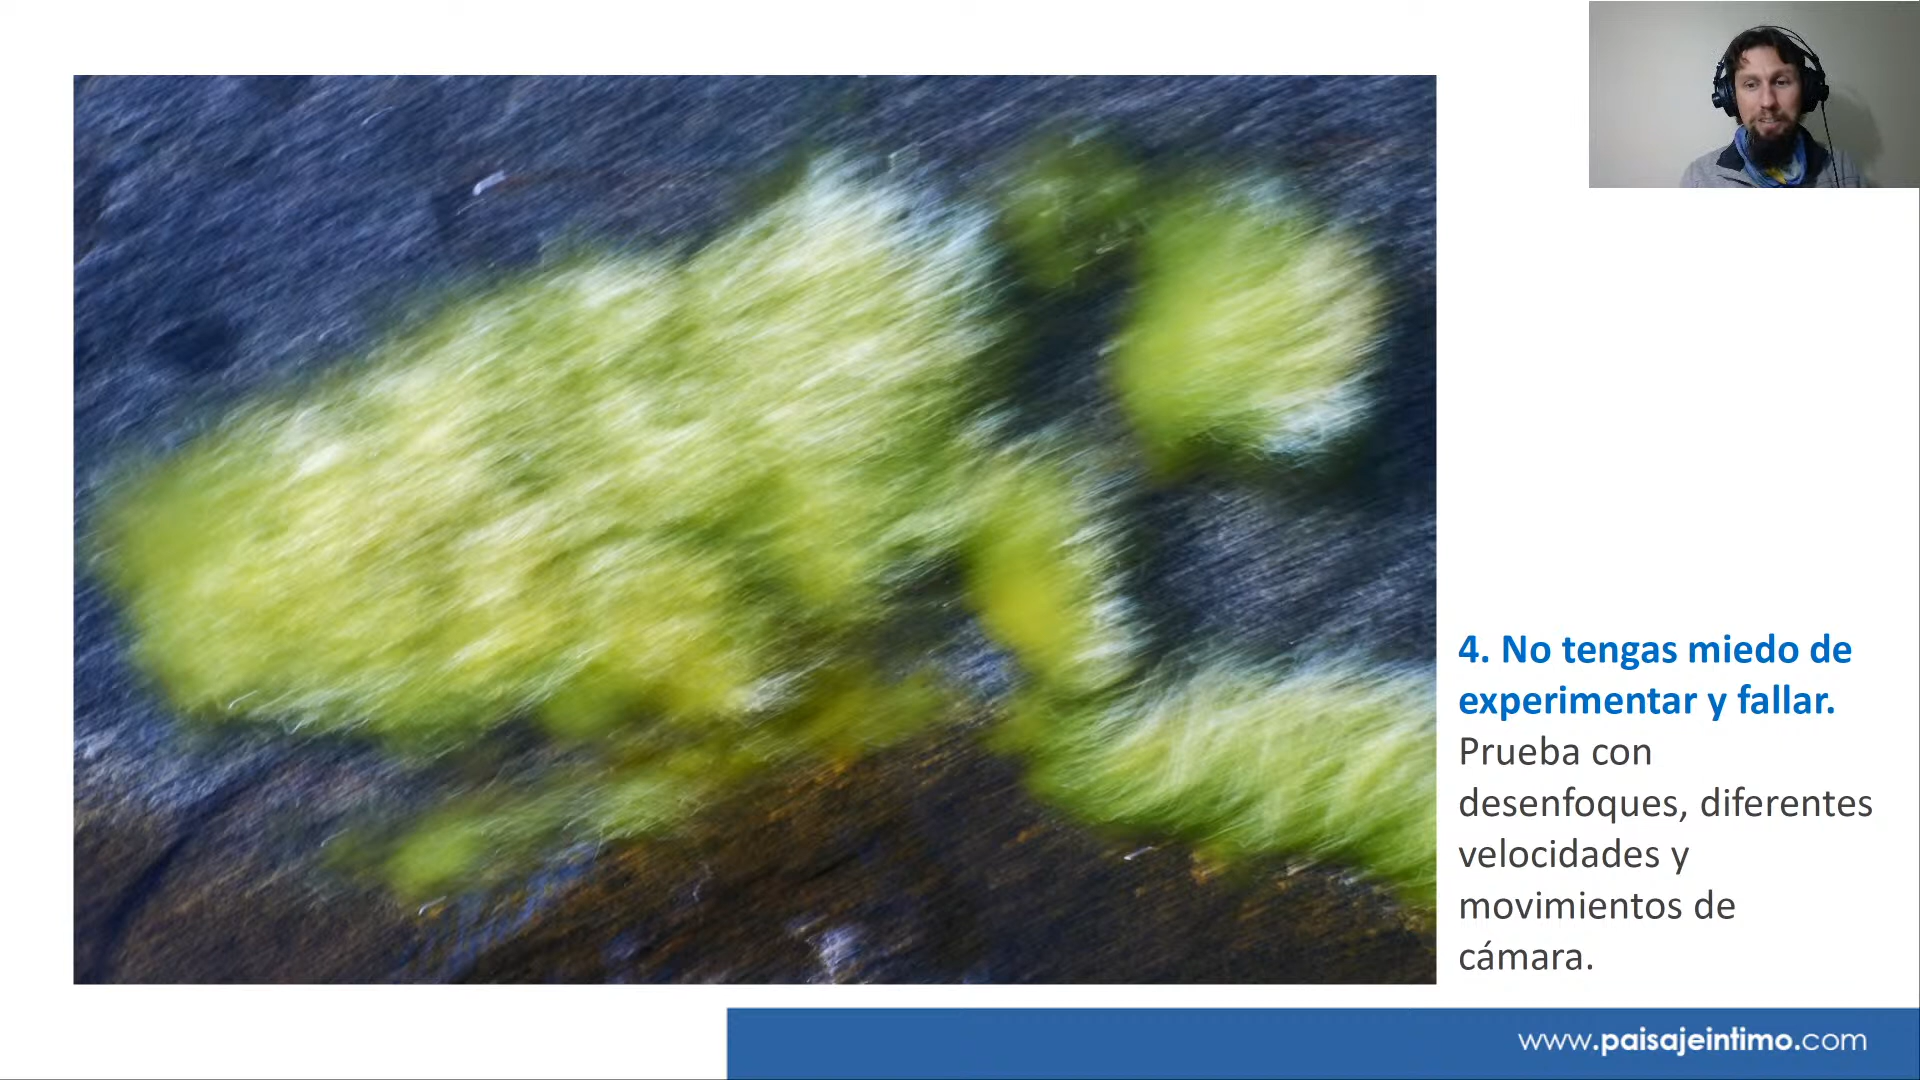 4. No tengas miedo de
experimentar y fallar.
Prueba con
desenfoques, diferentes
velocidades y
movimientos de
cámara.
www.paisajeintimo.com